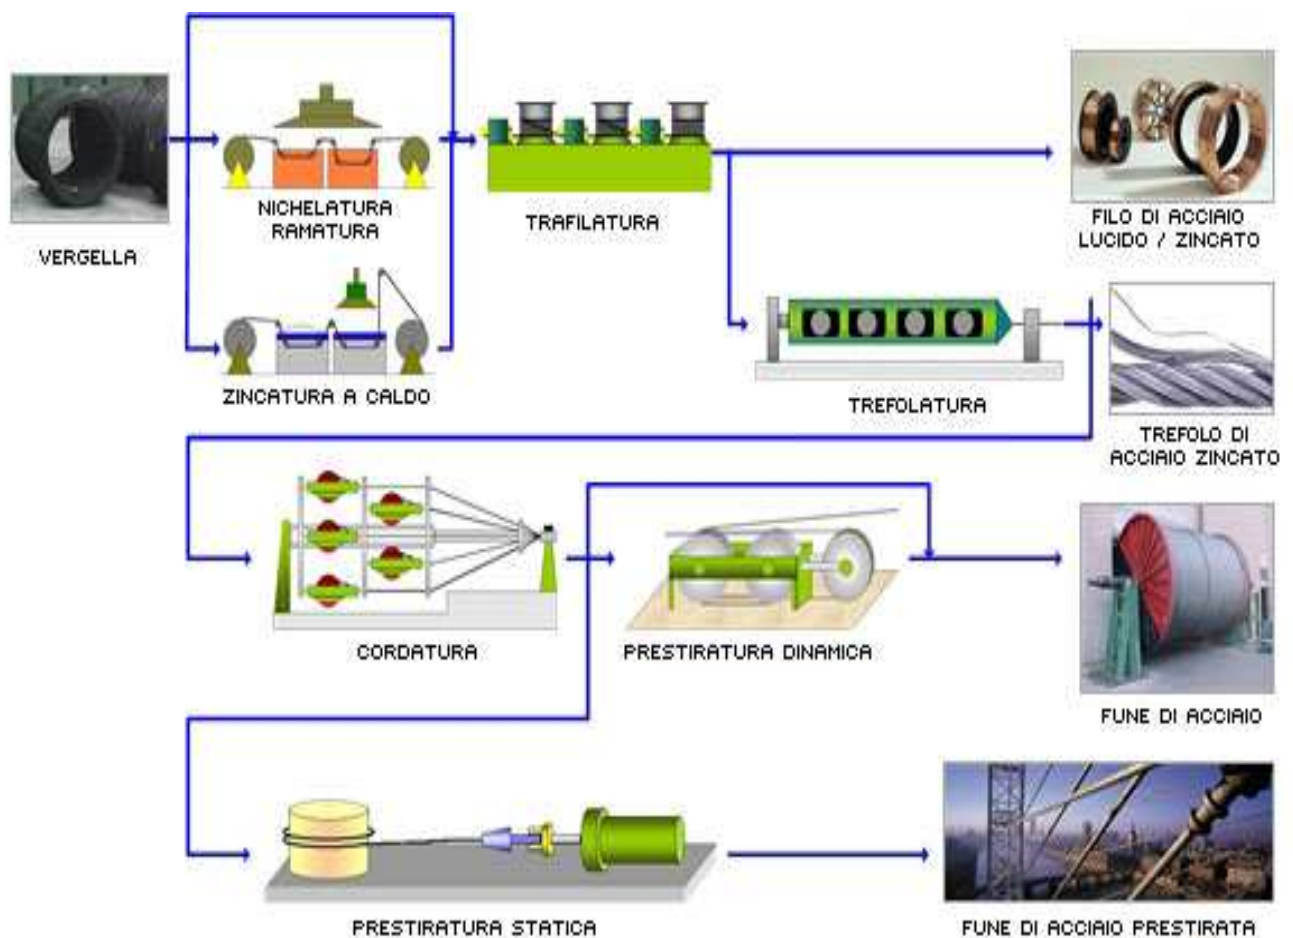 VERGELLA
NICHELATURA
RAMATURA
TRAFILATURA
FILO DI ACCIAIO
LUCIDO / ZINCATO
ZINCATURA A CALDO
TREFOLATURA
TREFOLO DI
ACCIAIO ZINCATO
CORDATURA
PRESTIRATURA DINAMICA
FUNE DI ACCIAIO
PRESTIRATURA STATICA
FUNE DI ACCIAIO PRESTIRATA